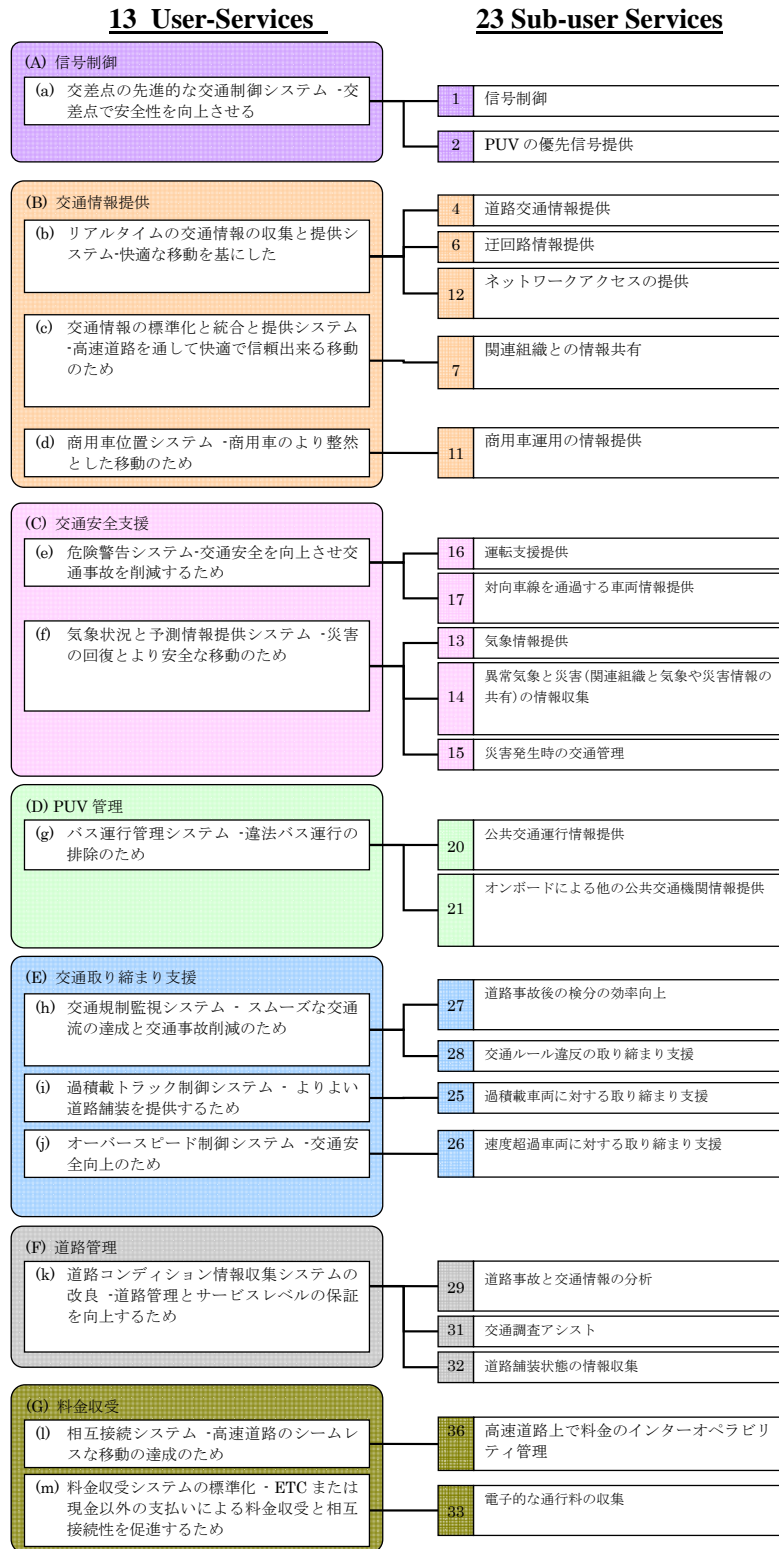 13 User-Services
23 Sub-user Services
(A) 信号制御
(a) 交差点の先進的な交通制御システム -交
差点で安全性を向上させる
1 信号制御
2 PUV の優先信号提供
(B) 交通情報提供
(b) リアルタイムの交通情報の収集と提供シ
ステム-快適な移動を基にした
4 道路交通情報提供
6 迂回路情報提供
12 ネットワークアクセスの提供
(c) 交通情報の標準化と統合と提供システム
-高速道路を通して快適で信頼出来る移動
のため
7 関連組織との情報共有
(d) 商用車位置システム -商用車のより整然
とした移動のため
11 商用車運用の情報提供
(C) 交通安全支援
(e) 危険警告システム-交通安全を向上させ交
通事故を削減するため
16 運転支援提供
17 対向車線を通過する車両情報提供
(f) 気象状況と予測情報提供システム -災害
の回復とより安全な移動のため
13 気象情報提供
14 異常気象と災害(関連組織と気象や災害情報の
共有)の情報収集
15 災害発生時の交通管理
(D) PUV 管理
(g) バス運行管理システム -違法バス運行の
排除のため
20 公共交通運行情報提供
21 オンボードによる他の公共交通機関情報提供
(E) 交通取り締まり支援
(h) 交通規制監視システム - スムーズな交通
流の達成と交通事故削減のため
27 道路事故後の検分の効率向上
28 交通ルール違反の取り締まり支援
(i) 過積載トラック制御システム - よりよい
道路舗装を提供するため
25 過積載車両に対する取り締まり支援
(j) オーバースピード制御システム -交通安
全向上のため
26 速度超過車両に対する取り締まり支援
(F) 道路管理
(k) 道路コンディション情報収集システムの
改良 -道路管理とサービスレベルの保証
を向上するため
29 道路事故と交通情報の分析
31 交通調査アシスト
32 道路舗装状態の情報収集
(G) 料金収受
(l) 相互接続システム -高速道路のシームレ
スな移動の達成のため
36 高速道路上で料金のインターオペラビリ
ティ管理
(m) 料金収受システムの標準化 - ETC または
現金以外の支払いによる料金収受と相互
接続性を促進するため
33 電子的な通行料の収集